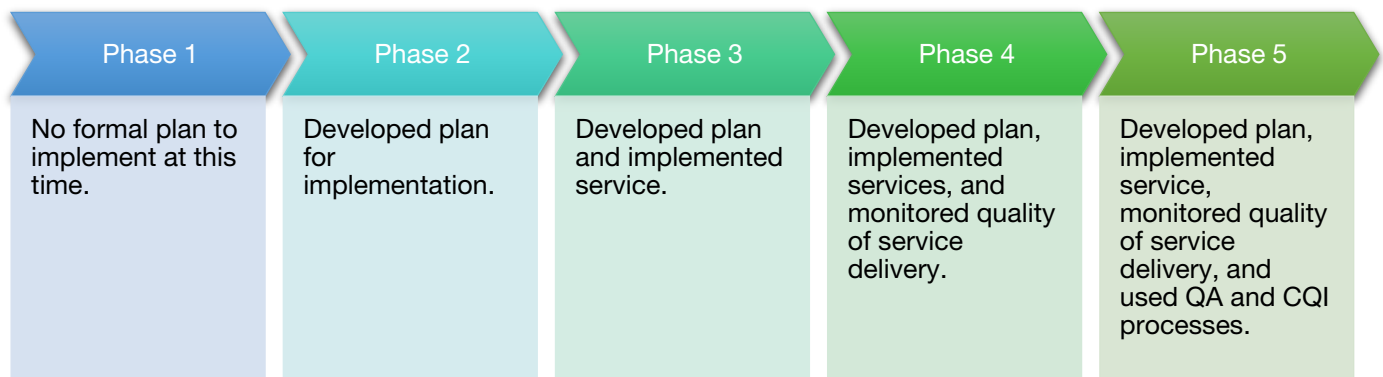 Phase 1
No formal plan to
implement at this
time.
Phase 2
Developed plan
for
implementation.
Phase 3
Developed plan
and implemented
service.
Phase 4
Developed plan,
implemented
services, and
monitored quality
of service
delivery.
Phase 5
Developed plan,
implemented
service,
monitored quality
of service
delivery, and
used QA and CQI
processes.